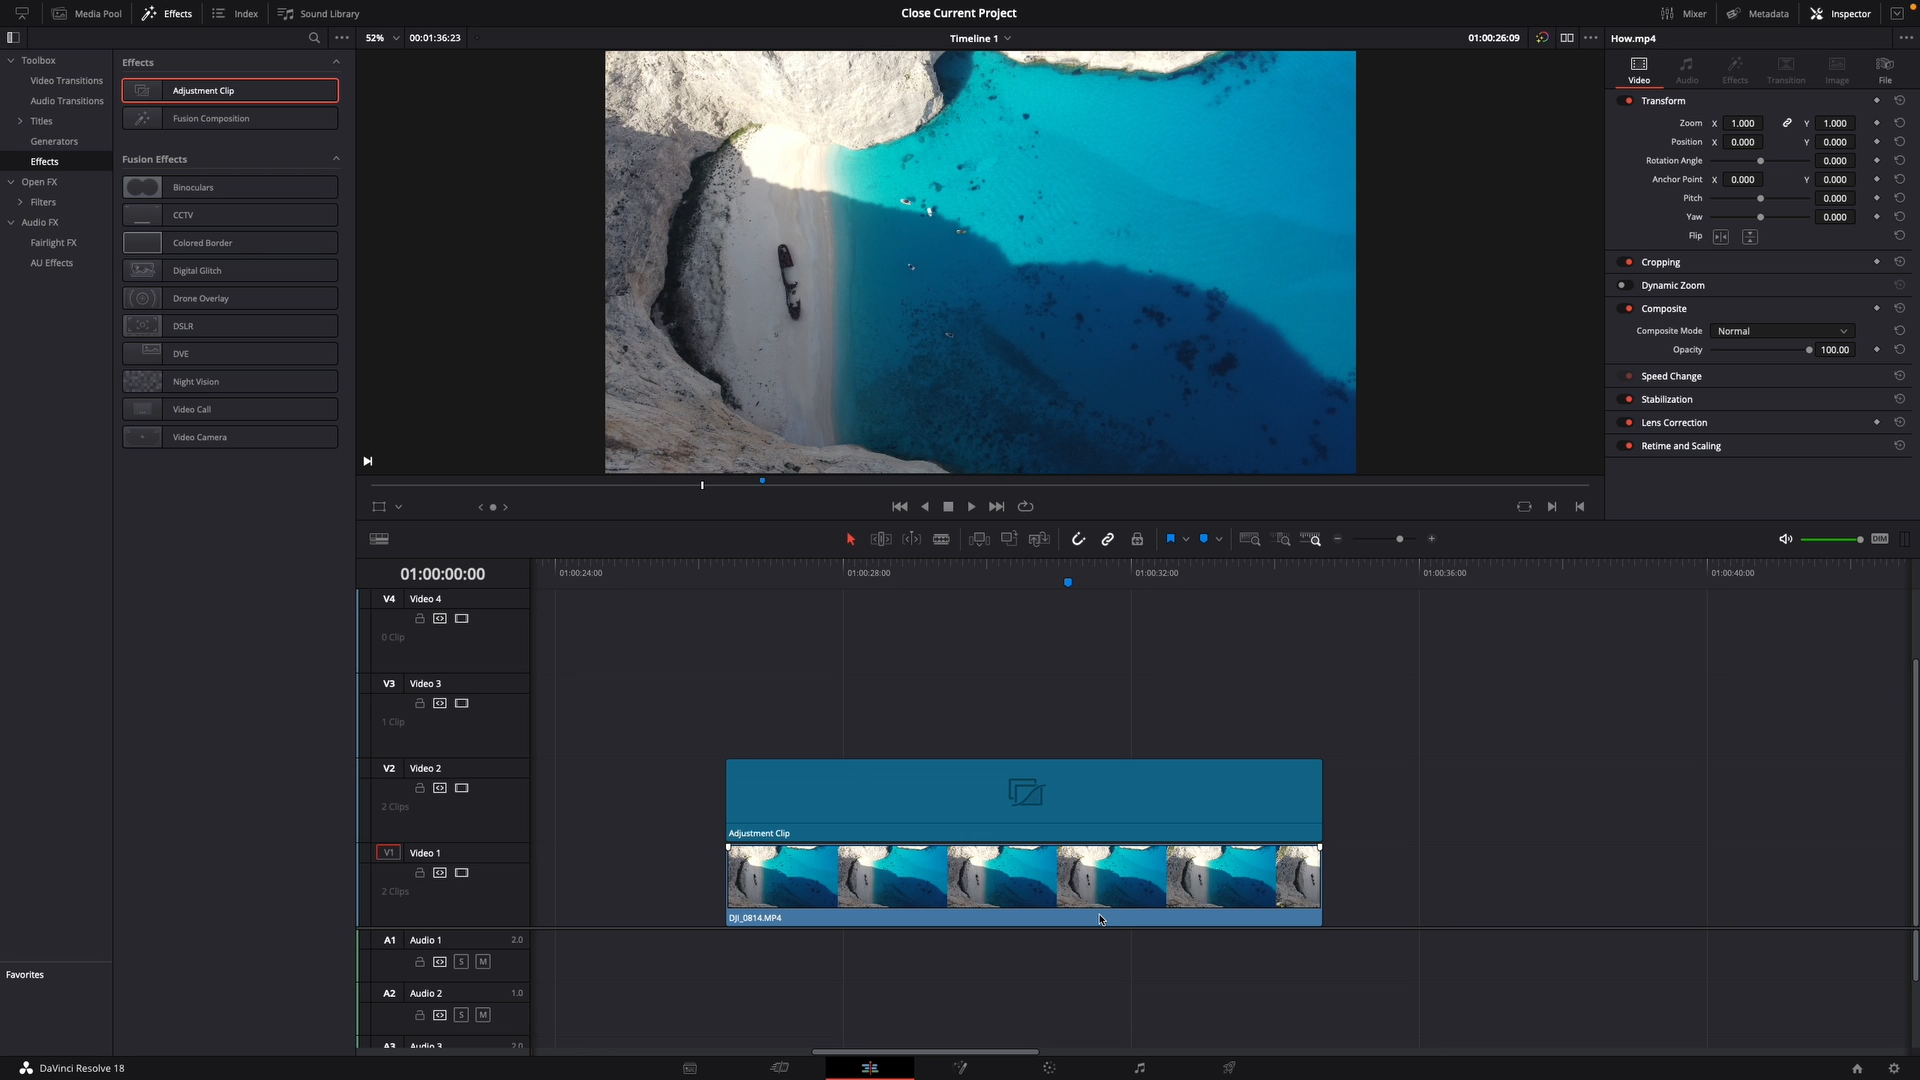 Media Pool
Effects
Index
Sound Library
Close Current Project
Mixer
Metadata
Inspector
52%
00:01:36:23
Timeline 1
01:00:26:09
How.mp4
Toolbox
Video Transitions
Audio Transitions
Titles
Generators
Effects
Open FX
Filters
Audio FX
Fairlight FX
AU Effects
Favorites
Effects
Adjustment Clip
Fusion Composition
Fusion Effects
Binoculars
CCTV
Colored Border
Digital Glitch
Drone Overlay
DSLR
DVE
Night Vision
Video Call
Video Camera
Video
Audio
Effects
Transition
Image
File
Transform
Zoom X 1.000 Y 1.000
Position X 0.000 Y 0.000
Rotation Angle 0.000
Anchor Point X 0.000 Y 0.000
Pitch 0.000
Yaw 0.000
Flip
Cropping
Dynamic Zoom
Composite
Composite Mode Normal
Opacity 100.00
Speed Change
Stabilization
Lens Correction
Retime and Scaling
DIM
01:00:00:00
01:00:24:00
01:00:28:00
01:00:32:00
01:00:36:00
01:00:40:00
V4 Video 4
0 Clip
V3 Video 3
1 Clip
V2 Video 2
2 Clips
Adjustment Clip
V1 Video 1
2 Clips
DJI_0814.MP4
A1 Audio 1 2.0
S M
A2 Audio 2 1.0
S M
A3 Audio 3 2.0
DaVinci Resolve 18